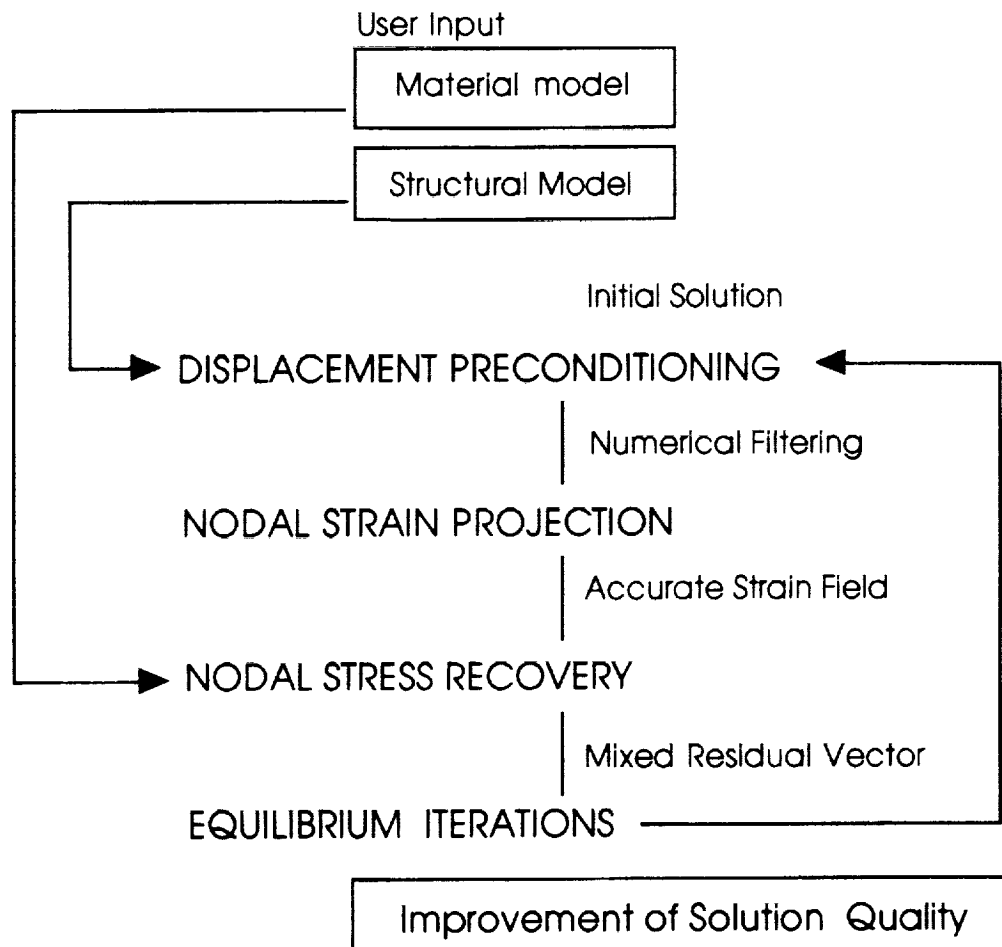 User Input
Material model
Structural Model
Initial Solution
DISPLACEMENT PRECONDITIONING
Numerical Filtering
NODAL STRAIN PROJECTION
Accurate Strain Field
NODAL STRESS RECOVERY
Mixed Residual Vector
EQUILIBRIUM ITERATIONS
Improvement of Solution Quality